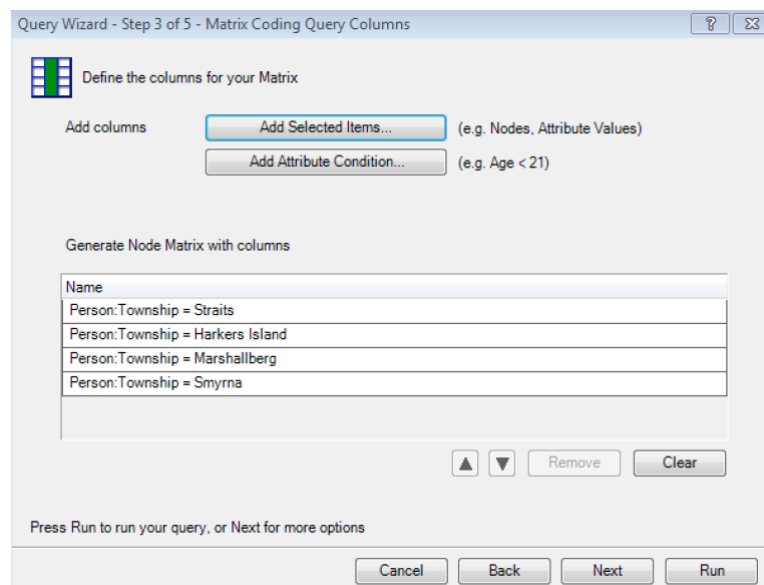 Query Wizard - Step 3 of 5 - Matrix Coding Query Columns
Define the columns for your Matrix
Add columns Add Selected Items... (e.g. Nodes, Attribute Values)
Add Attribute Condition... (e.g. Age < 21)
Generate Node Matrix with columns
Name
Person:Township = Straits
Person:Township = Harkers Island
Person:Township = Marshallberg
Person:Township = Smyrna
Remove Clear
Press Run to run your query, or Next for more options
Cancel Back Next Run